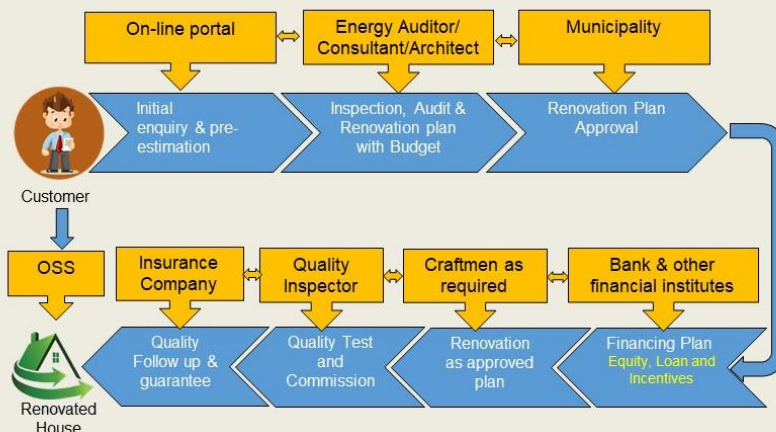 On-line portal
Energy Auditor/
Consultant/Architect
Municipality
Initial
enquiry & pre-
estimation
Inspection, Audit &
Renovation plan
with Budget
Renovation Plan
Approval
Customer
OSS
Insurance
Company
Quality
Inspector
Craftmen as
required
Bank & other
financial institutes
Renovated
House
Quality
Follow up &
guarantee
Quality Test
and
Commission
Renovation
as approved
plan
Financing Plan
Equity, Loan and
Incentives